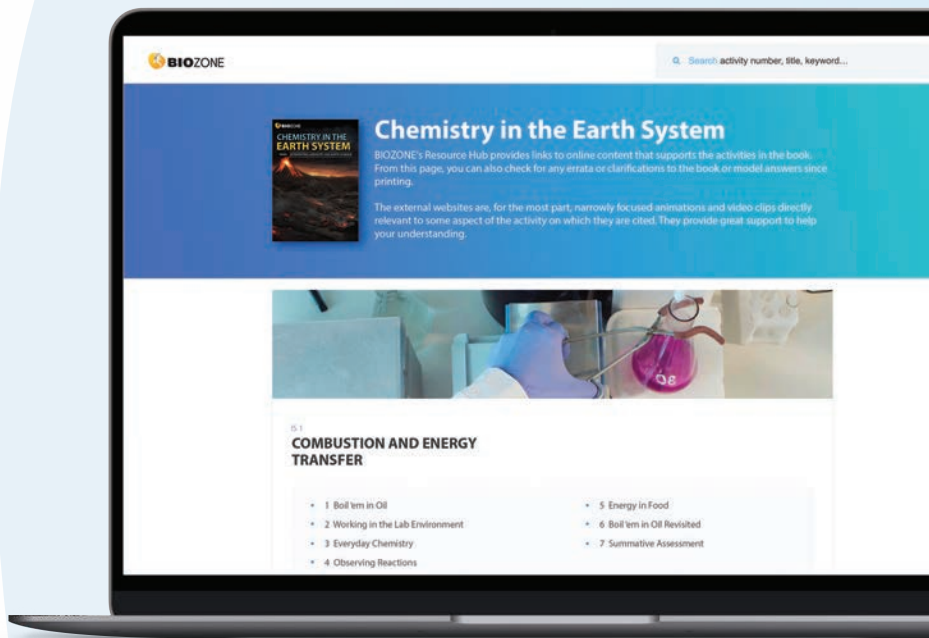 BIOZONE
Search activity number, title, keyword...
BIOZONE
CHEMISTRY IN THE
EARTH SYSTEM
Chemistry in the Earth System
BIOZONE's Resource Hub provides links to online content that supports the activities in the book.
From this page, you can also check for any errata or clarifications to the book or model answers since
printing.
The external websites are, for the most part, narrowly focused animations and video clips directly
relevant to some aspect of the activity on which they are cited. They provide great support to help
your understanding.
IS 1
COMBUSTION AND ENERGY
TRANSFER
1 Boil 'em in Oil
2 Working in the Lab Environment
3 Everyday Chemistry
4 Observing Reactions
5 Energy in Food
6 Boil 'em in Oil Revisited
7 Summative Assessment